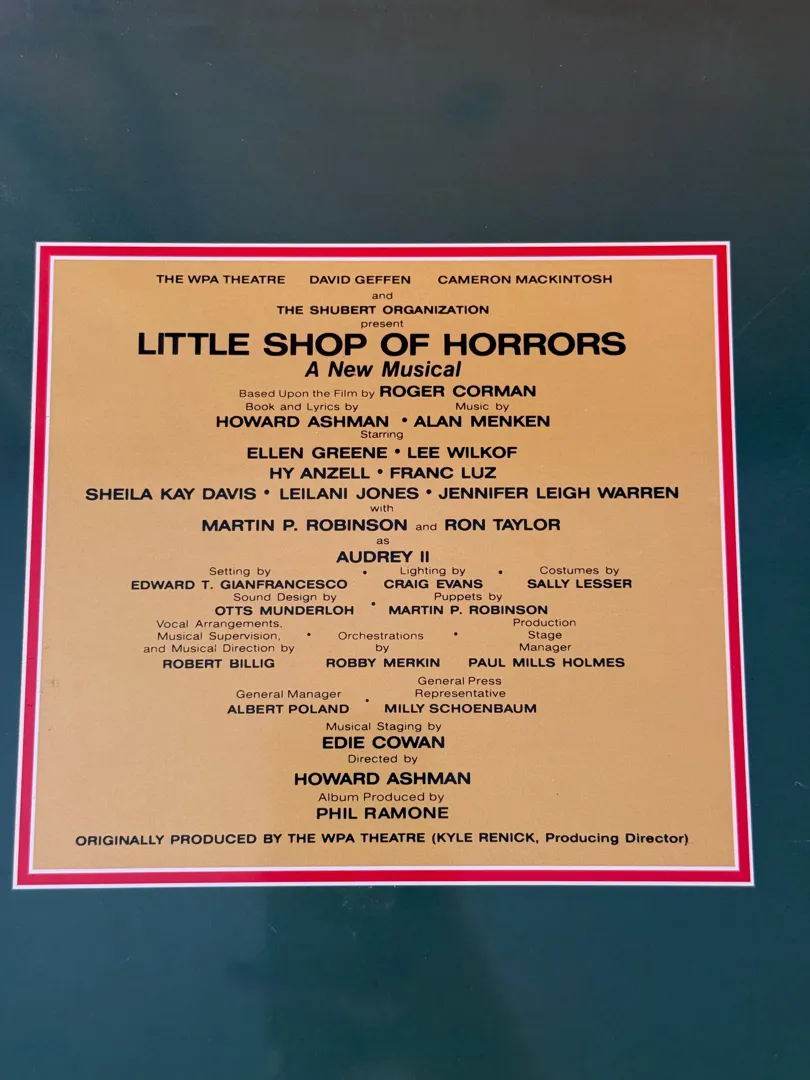 THE WPA THEATRE DAVID GEFFEN CAMERON MACKINTOSH
and
THE SHUBERT ORGANIZATION
present
LITTLE SHOP OF HORRORS
A New Musical
Based Upon the Film by ROGER CORMAN
Book and Lyrics by Music by
HOWARD ASHMAN • ALAN MENKEN
Starring
ELLEN GREENE • LEE WILKOF
HY ANZELL • FRANC LUZ
SHEILA KAY DAVIS • LEILANI JONES • JENNIFER LEIGH WARREN
with
MARTIN P. ROBINSON and RON TAYLOR
as
AUDREY II
Setting by • Lighting by • Costumes by
EDWARD T. GIANFRANCESCO CRAIG EVANS SALLY LESSER
Sound Design by • Puppets by
OTTS MUNDERLOH MARTIN P. ROBINSON
Vocal Arrangements, Production
Musical Supervision, • Orchestrations • Stage
and Musical Direction by by Manager
ROBERT BILLIG ROBBY MERKIN PAUL MILLS HOLMES
General Press
General Manager • Representative
ALBERT POLAND MILLY SCHOENBAUM
Musical Staging by
EDIE COWAN
Directed by
HOWARD ASHMAN
Album Produced by
PHIL RAMONE
ORIGINALLY PRODUCED BY THE WPA THEATRE (KYLE RENICK, Producing Director)